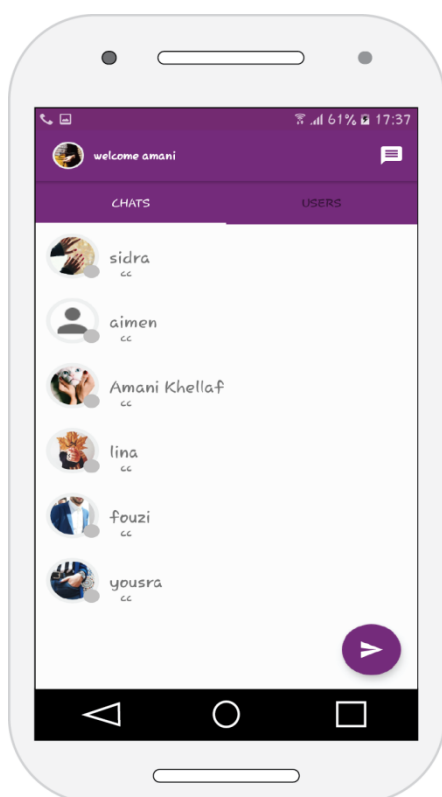 61% 17:37
welcome amani
CHATS USERS
sidra
cc
aimen
cc
Amani Khellaf
cc
lina
cc
fouzi
cc
yousra
cc